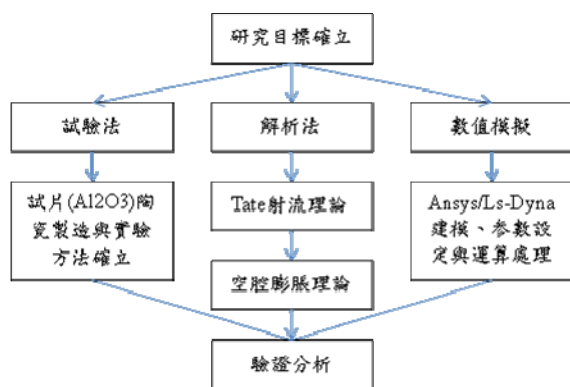 研究目標確立
試驗法
解析法
數值模擬
試片(Al2O3)陶
瓷製造與實驗
方法確立
Tate射流理論
Ansys/Ls-Dyna
建模、參數設
定與運算處理
空腔膨脹理論
驗證分析